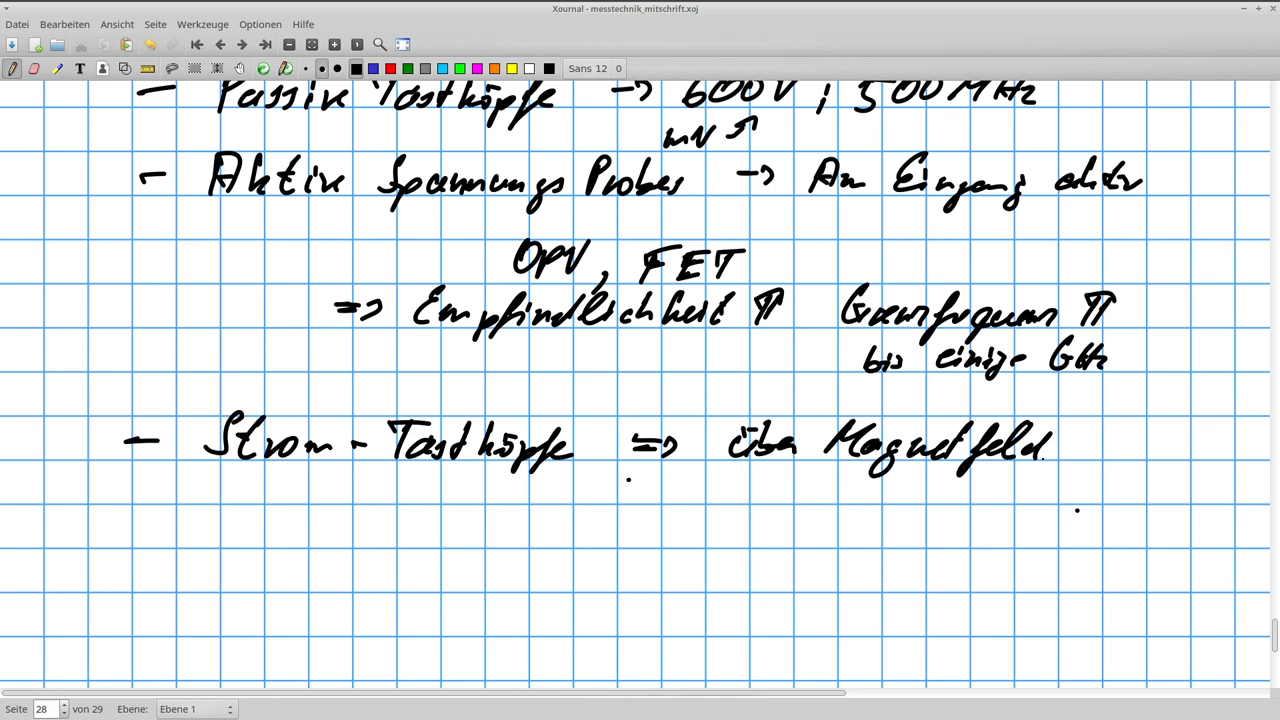 Xournal - messtechnik_mitschrift.xoj
Datei Bearbeiten Ansicht Seite Werkzeuge Optionen Hilfe
Sans 12 0
- Passive Tastköpfe -> 600V ; 500MHz
mV
- Aktive Spannungs Probes -> Am Eingang aktiv
OPV, FET
=> Empfindlichkeit ⇑ Grenzfrequenz ⇑
bis einige GHz
- Strom-Tastköpfe => über Magnetfeld.
Seite 28 von 29 Ebene: Ebene 1